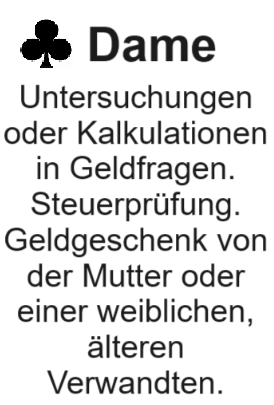 ♣ Dame
Untersuchungen
oder Kalkulationen
in Geldfragen.
Steuerprüfung.
Geldgeschenk von
der Mutter oder
einer weiblichen,
älteren
Verwandten.